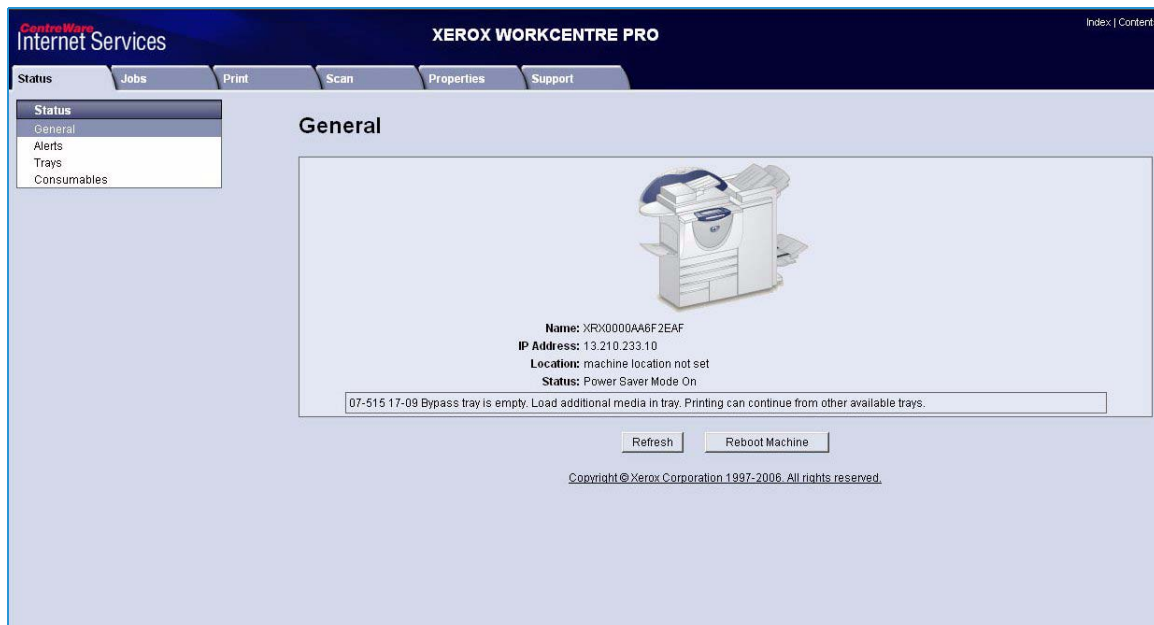 CentreWare
Internet Services
XEROX WORKCENTRE PRO
Index | Content
Status
Jobs
Print
Scan
Properties
Support
Status
General
Alerts
Trays
Consumables
General
Name: XRX0000AA6F2EAF
IP Address: 13.210.233.10
Location: machine location not set
Status: Power Saver Mode On
07-515 17-09 Bypass tray is empty. Load additional media in tray. Printing can continue from other available trays.
Refresh
Reboot Machine
Copyright © Xerox Corporation 1997-2006. All rights reserved.